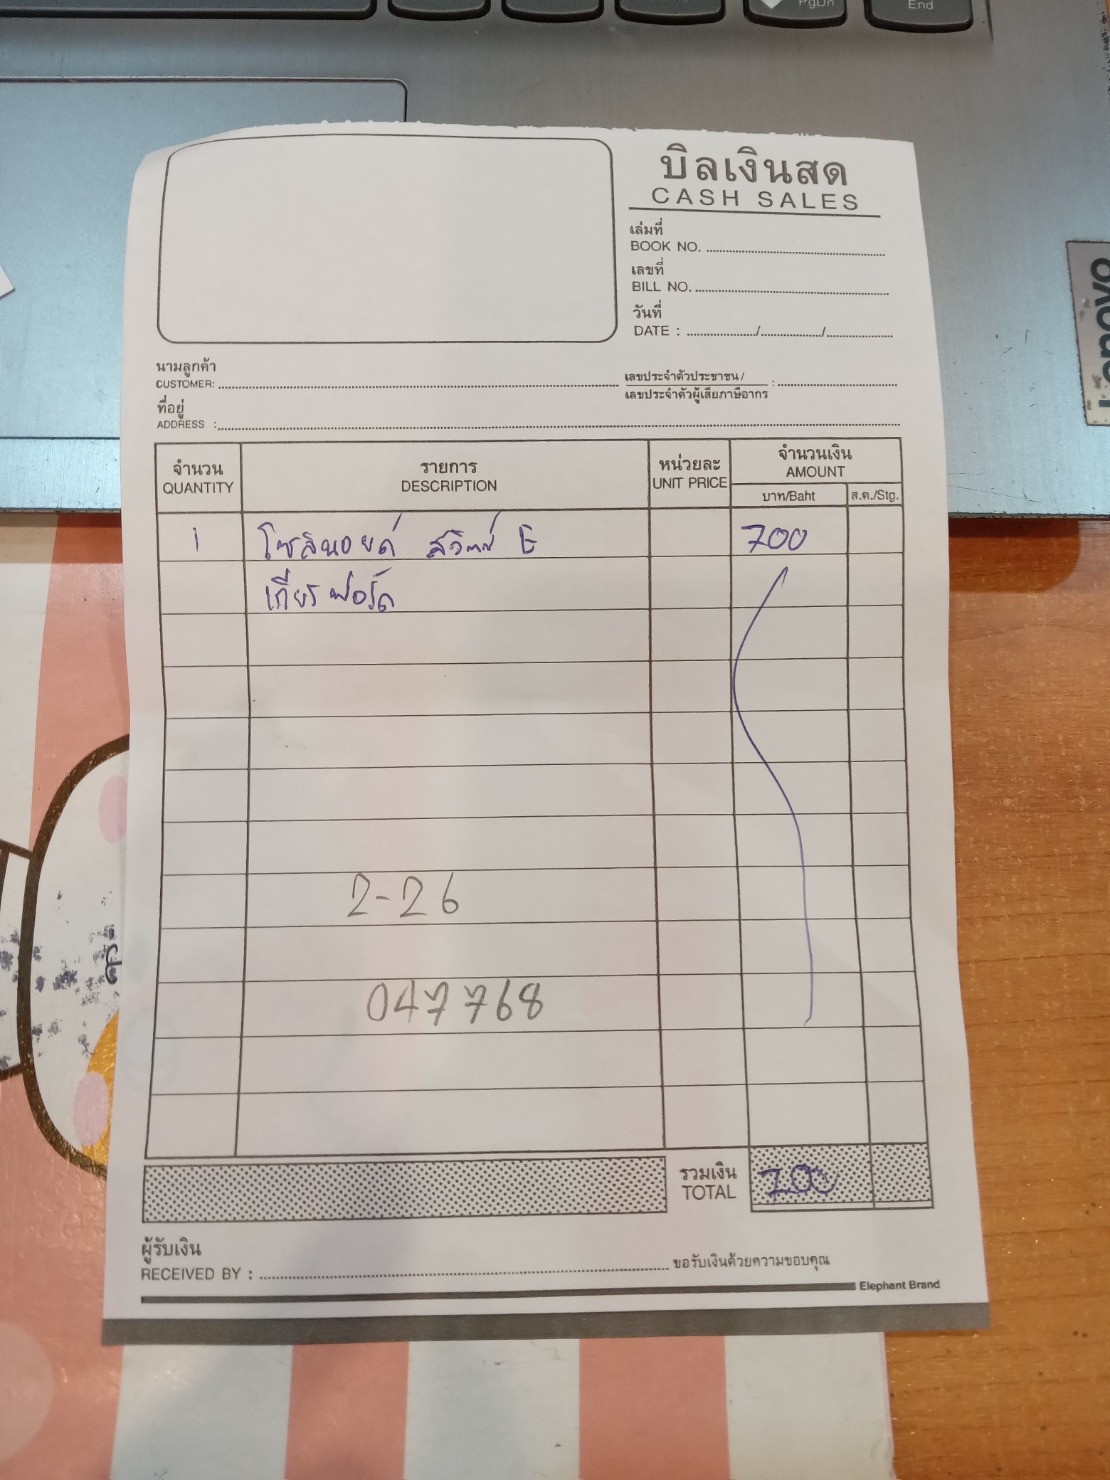 PgDn
End
บิลเงินสด
CASH SALES
เล่มที่
BOOK NO.
เลขที่
BILL NO.
วันที่
DATE : / /
นามลูกค้า
CUSTOMER:
เลขประจำตัวประชาชน /
เลขประจำตัวผู้เสียภาษีอากร :
ที่อยู่
ADDRESS :
จำนวน
QUANTITY
รายการ
DESCRIPTION
หน่วยละ
UNIT PRICE
จำนวนเงิน
AMOUNT
บาท/Baht ส.ต./Stg.
1 โซลินอยด์ สวิตซ์ 700
เกียร์ฟอร์ด
2-26
047768
รวมเงิน
TOTAL 700
ผู้รับเงิน
RECEIVED BY : ขอรับเงินด้วยความขอบคุณ
Elephant Brand
Lenovo